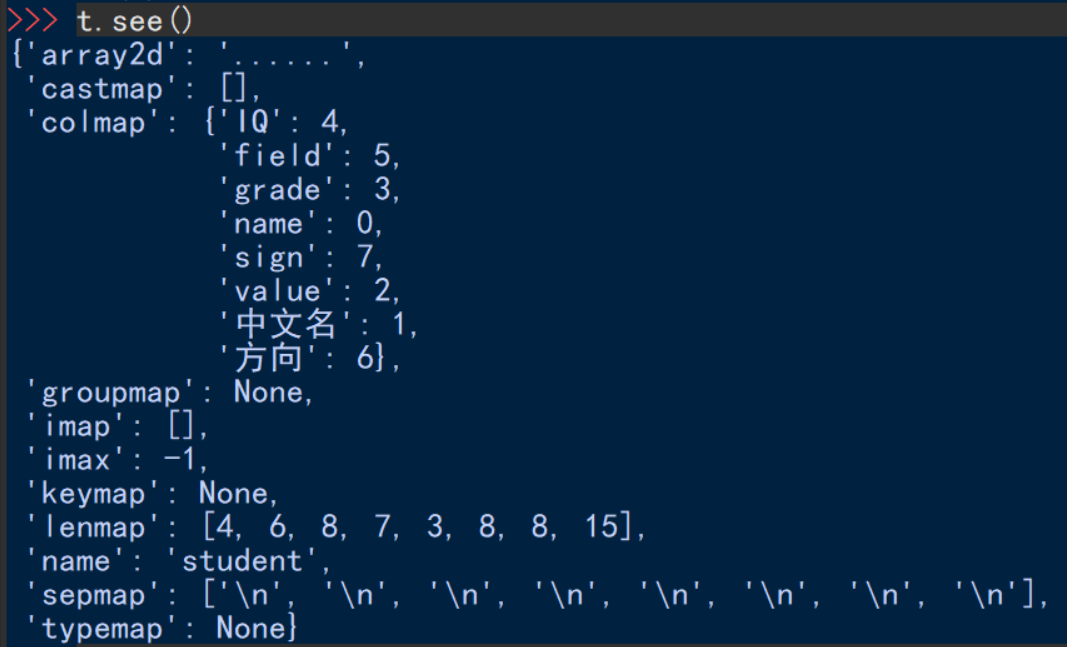 >>> t.see()
{'array2d': '......',
 'castmap': [],
 'colmap': {'IQ': 4,
            'field': 5,
            'grade': 3,
            'name': 0,
            'sign': 7,
            'value': 2,
            '中文名': 1,
            '方向': 6},
 'groupmap': None,
 'imap': [],
 'imax': -1,
 'keymap': None,
 'lenmap': [4, 6, 8, 7, 3, 8, 8, 15],
 'name': 'student',
 'sepmap': ['\n', '\n', '\n', '\n', '\n', '\n', '\n', '\n'],
 'typemap': None}